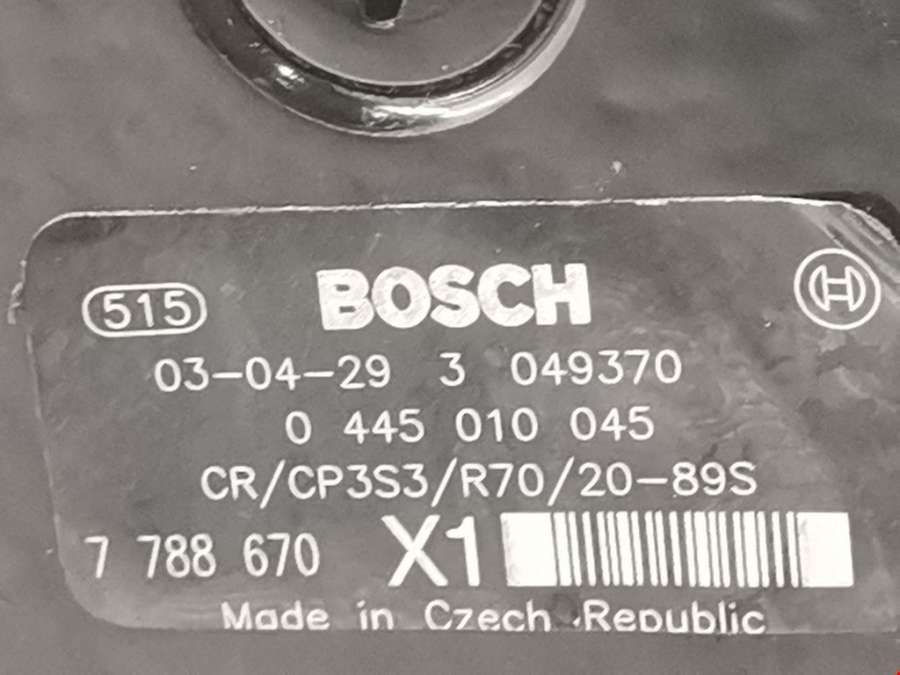 515 BOSCH
03-04-29 3 049370
0 445 010 045
CR/CP3S3/R70/20-89S
7 788 670 X1
Made in Czech Republic